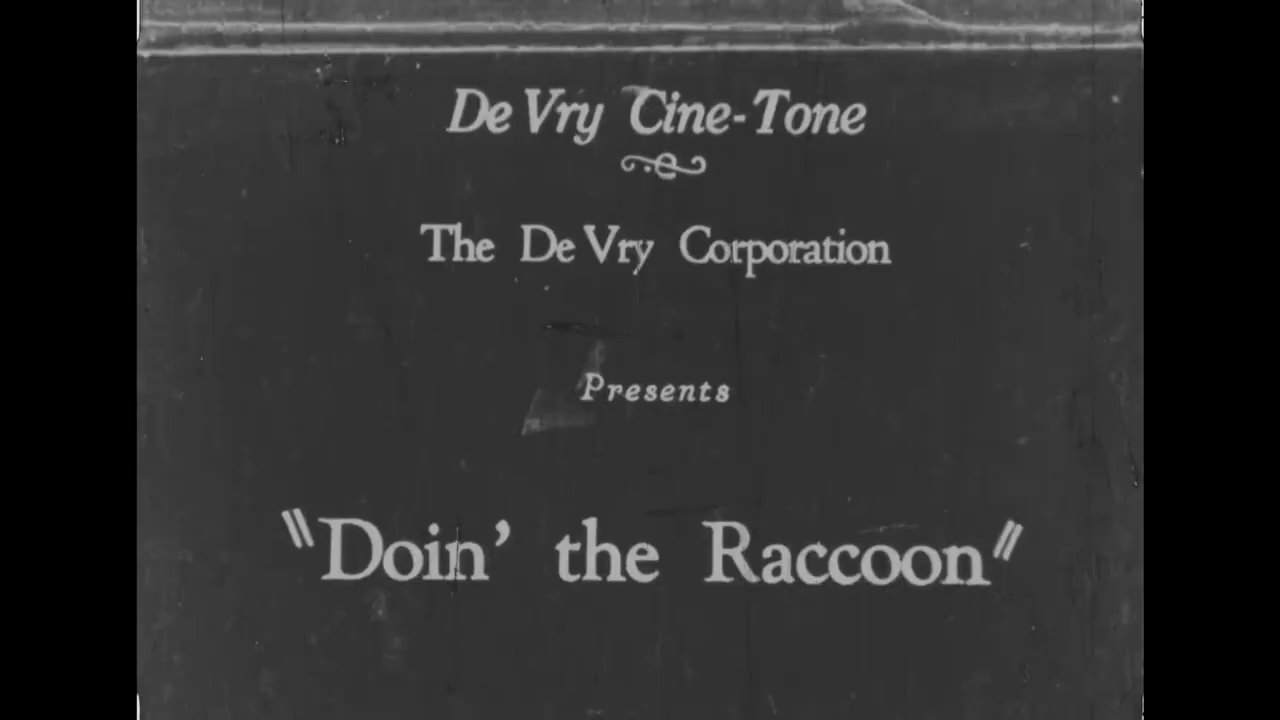 De Vry Cine-Tone
The De Vry Corporation
Presents
"Doin' the Raccoon"